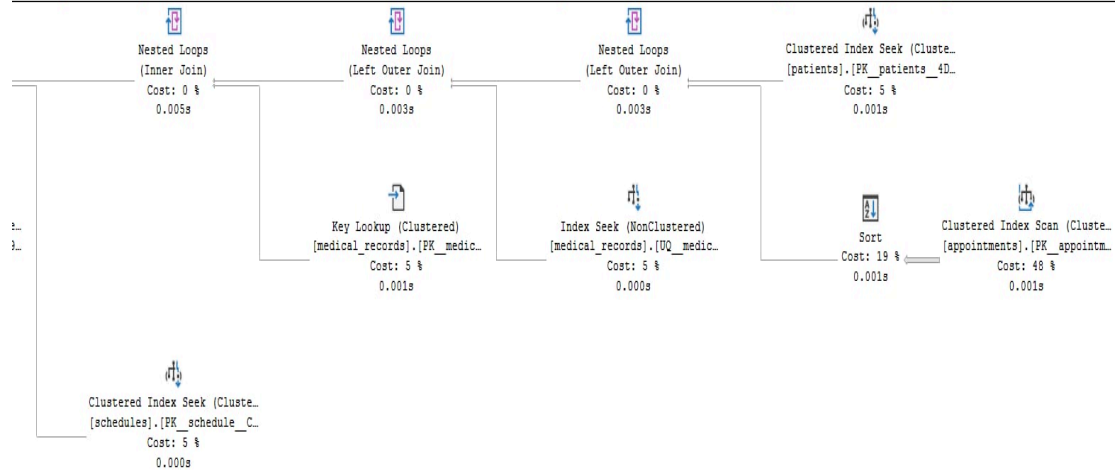 Nested Loops
(Inner Join)
Cost: 0 %
0.005s
Nested Loops
(Left Outer Join)
Cost: 0 %
0.003s
Nested Loops
(Left Outer Join)
Cost: 0 %
0.003s
Clustered Index Seek (Cluste…
[patients].[PK__patients__4D…
Cost: 5 %
0.001s
e…
9…
Key Lookup (Clustered)
[medical_records].[PK__medic…
Cost: 5 %
0.001s
Index Seek (NonClustered)
[medical_records].[UQ__medic…
Cost: 5 %
0.000s
Sort
Cost: 19 %
0.001s
Clustered Index Scan (Cluste…
[appointments].[PK__appointm…
Cost: 48 %
0.001s
Clustered Index Seek (Cluste…
[schedules].[PK__schedule__C…
Cost: 5 %
0.000s